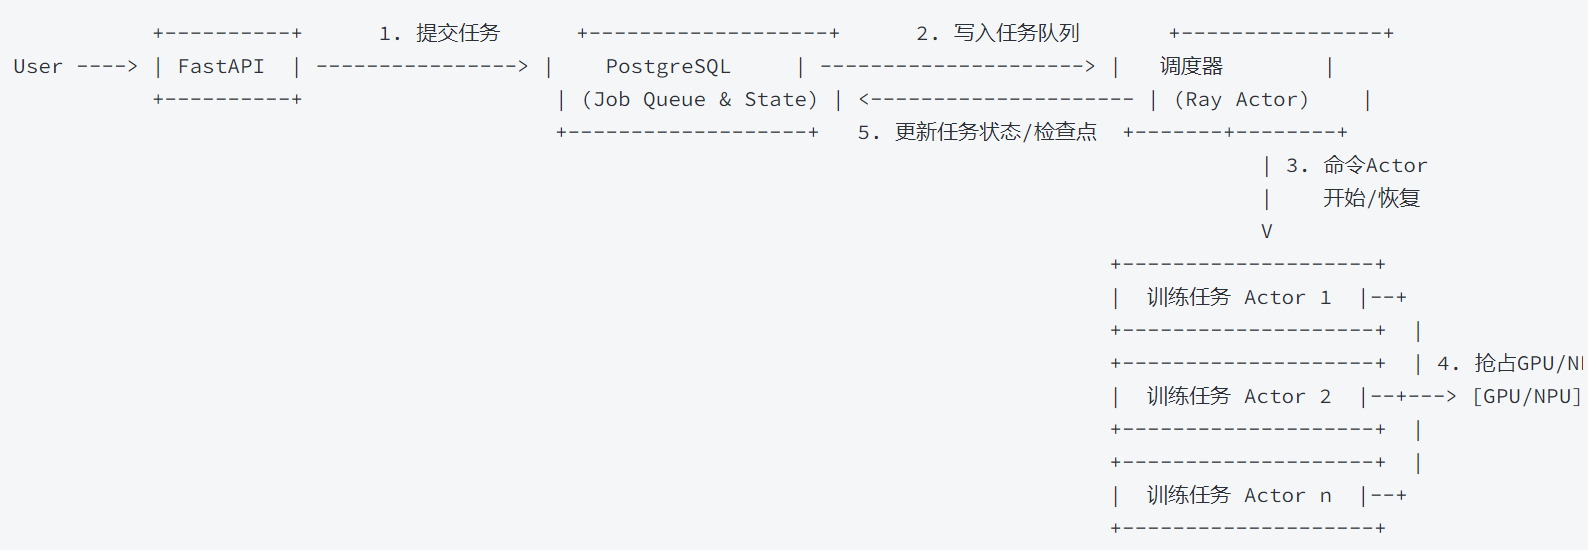 1. 提交任务 2. 写入任务队列
User ----> | FastAPI | ----------------> | PostgreSQL | ----------------------> | 调度器 |
| (Job Queue & State) | <--------------------- | (Ray Actor) |
5. 更新任务状态/检查点
3. 命令Actor
开始/恢复
V
训练任务 Actor 1
4. 抢占GPU/
训练任务 Actor 2 |--+---> [GPU/NPU]
训练任务 Actor n